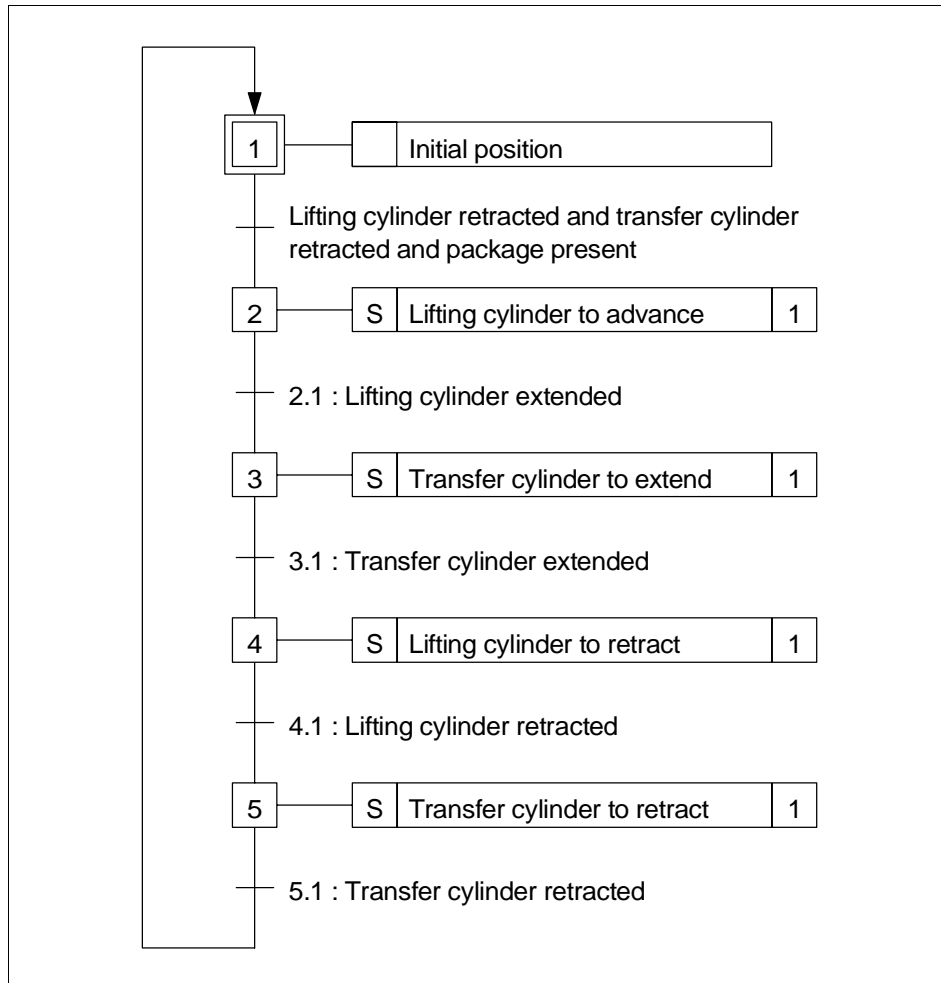 1 Initial position
Lifting cylinder retracted and transfer cylinder
retracted and package present
2 S Lifting cylinder to advance 1
2.1 : Lifting cylinder extended
3 S Transfer cylinder to extend 1
3.1 : Transfer cylinder extended
4 S Lifting cylinder to retract 1
4.1 : Lifting cylinder retracted
5 S Transfer cylinder to retract 1
5.1 : Transfer cylinder retracted